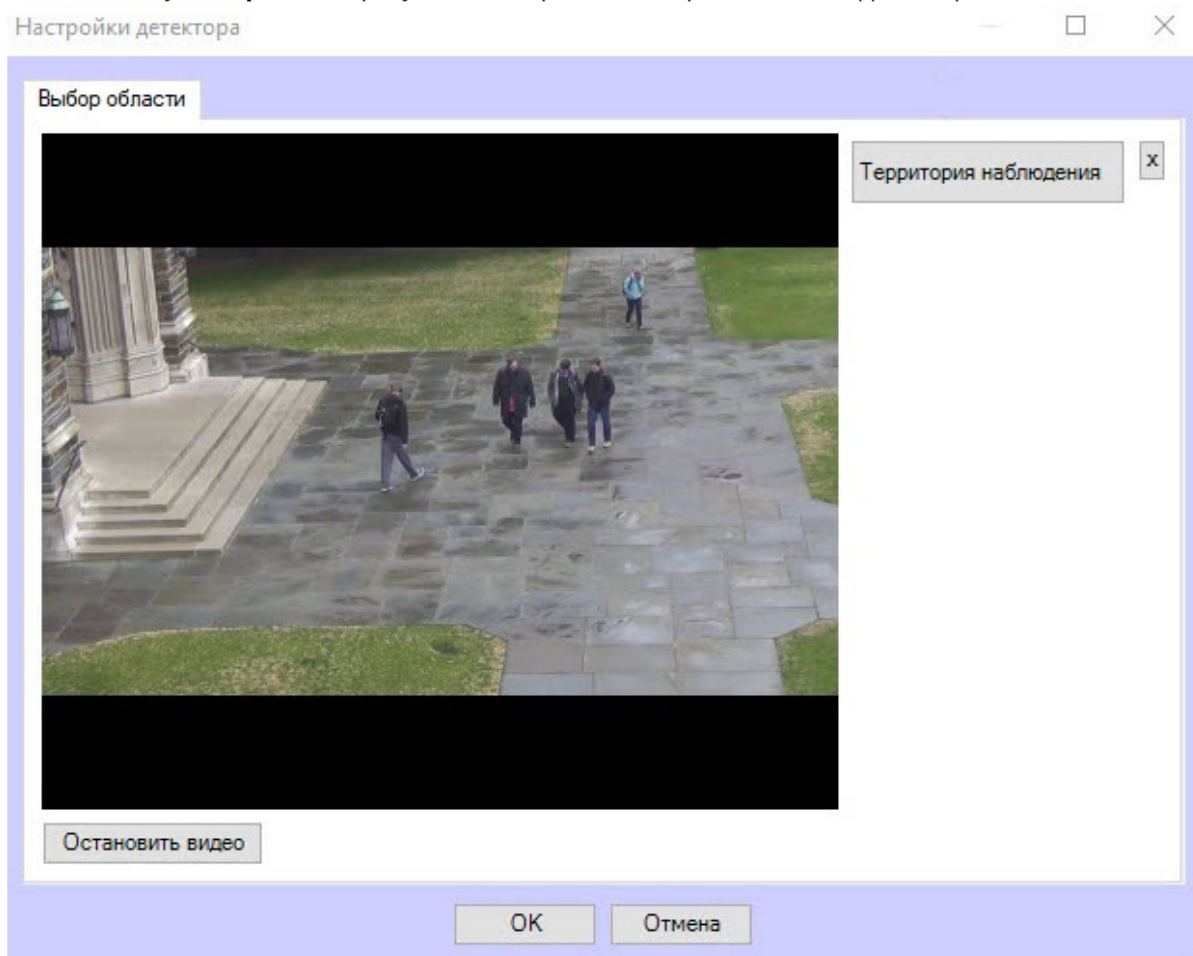 Настройки детектора
Выбор области
Территория наблюдения
x
Остановить видео
OK
Отмена